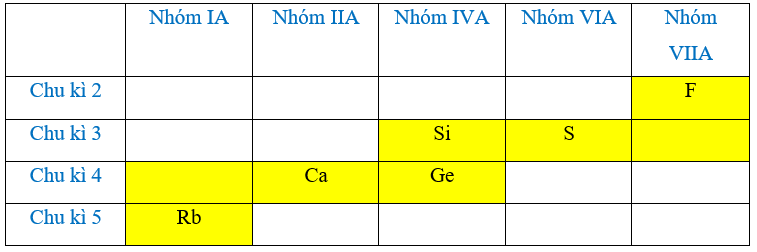 Nhóm IA Nhóm IIA Nhóm IVA Nhóm VIA Nhóm
VIIA
Chu kì 2 F
Chu kì 3 Si S
Chu kì 4 Ca Ge
Chu kì 5 Rb